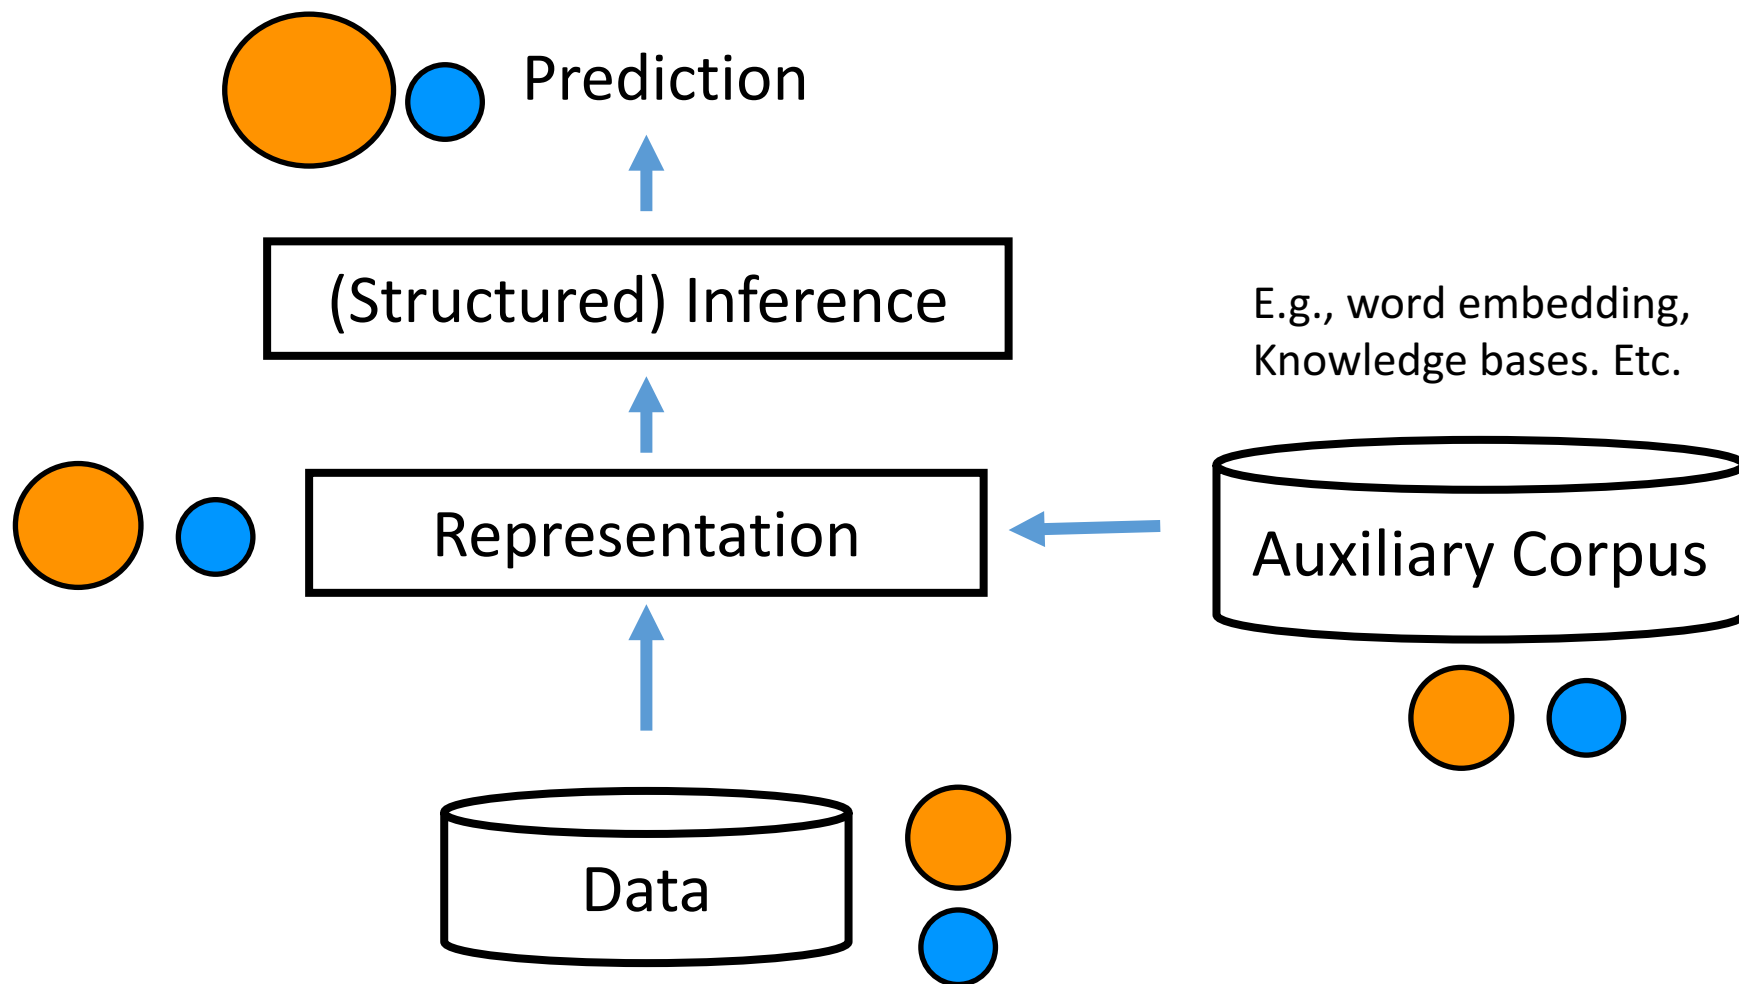 Prediction
(Structured) Inference
E.g., word embedding,
Knowledge bases. Etc.
Representation
Auxiliary Corpus
Data